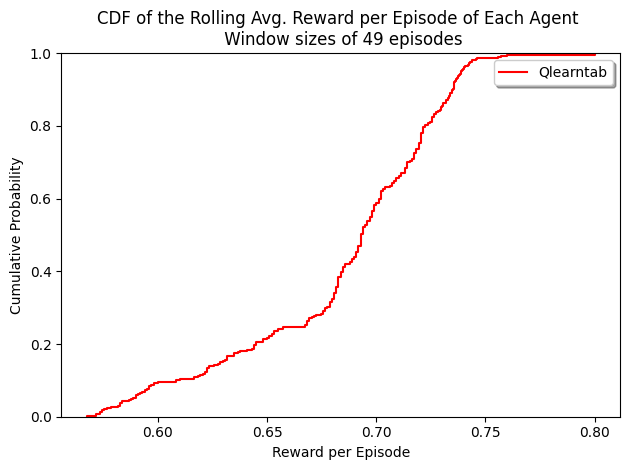 CDF of the Rolling Avg. Reward per Episode of Each Agent
Window sizes of 49 episodes
Qlearntab
Cumulative Probability
1.0
0.8
0.6
0.4
0.2
0.0
0.60 0.65 0.70 0.75 0.80
Reward per Episode